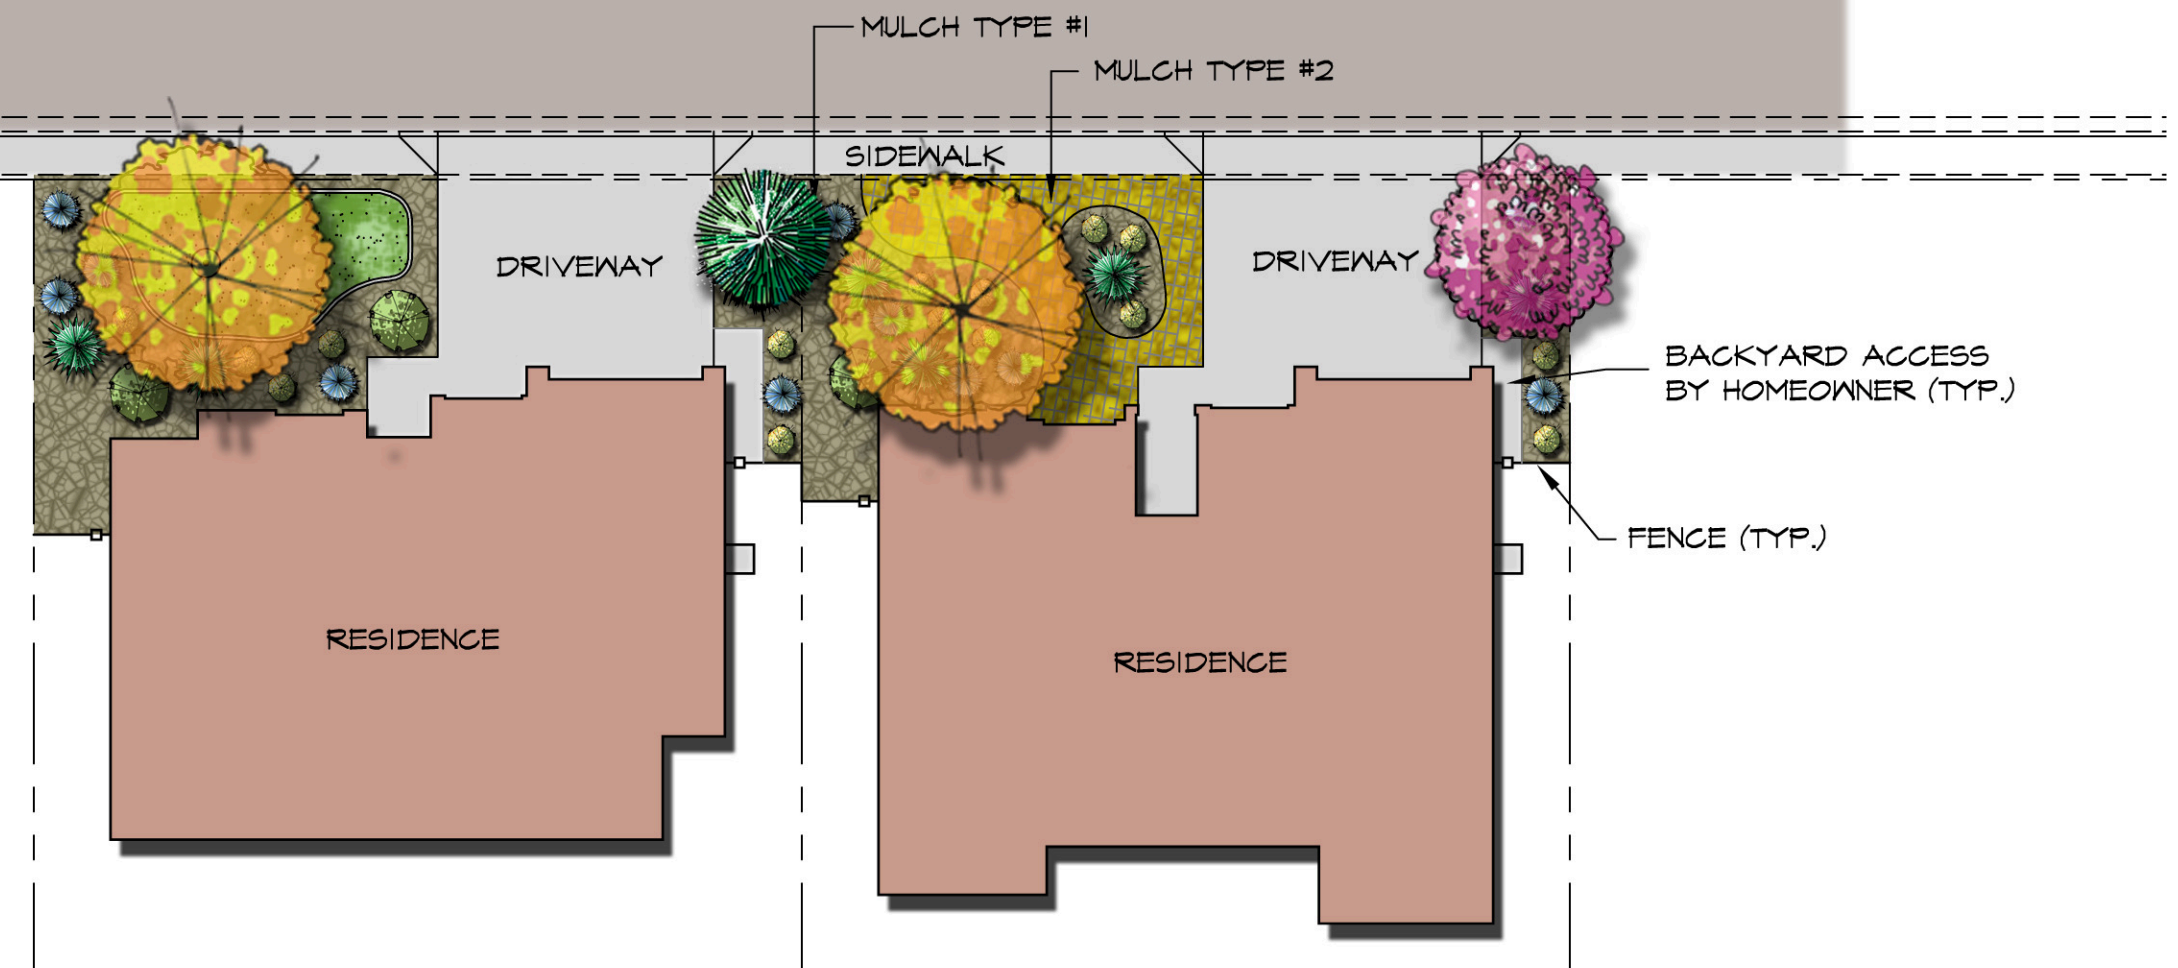 MULCH TYPE #1
MULCH TYPE #2
SIDEWALK
DRIVEWAY
DRIVEWAY
BACKYARD ACCESS
BY HOMEOWNER (TYP.)
FENCE (TYP.)
RESIDENCE
RESIDENCE